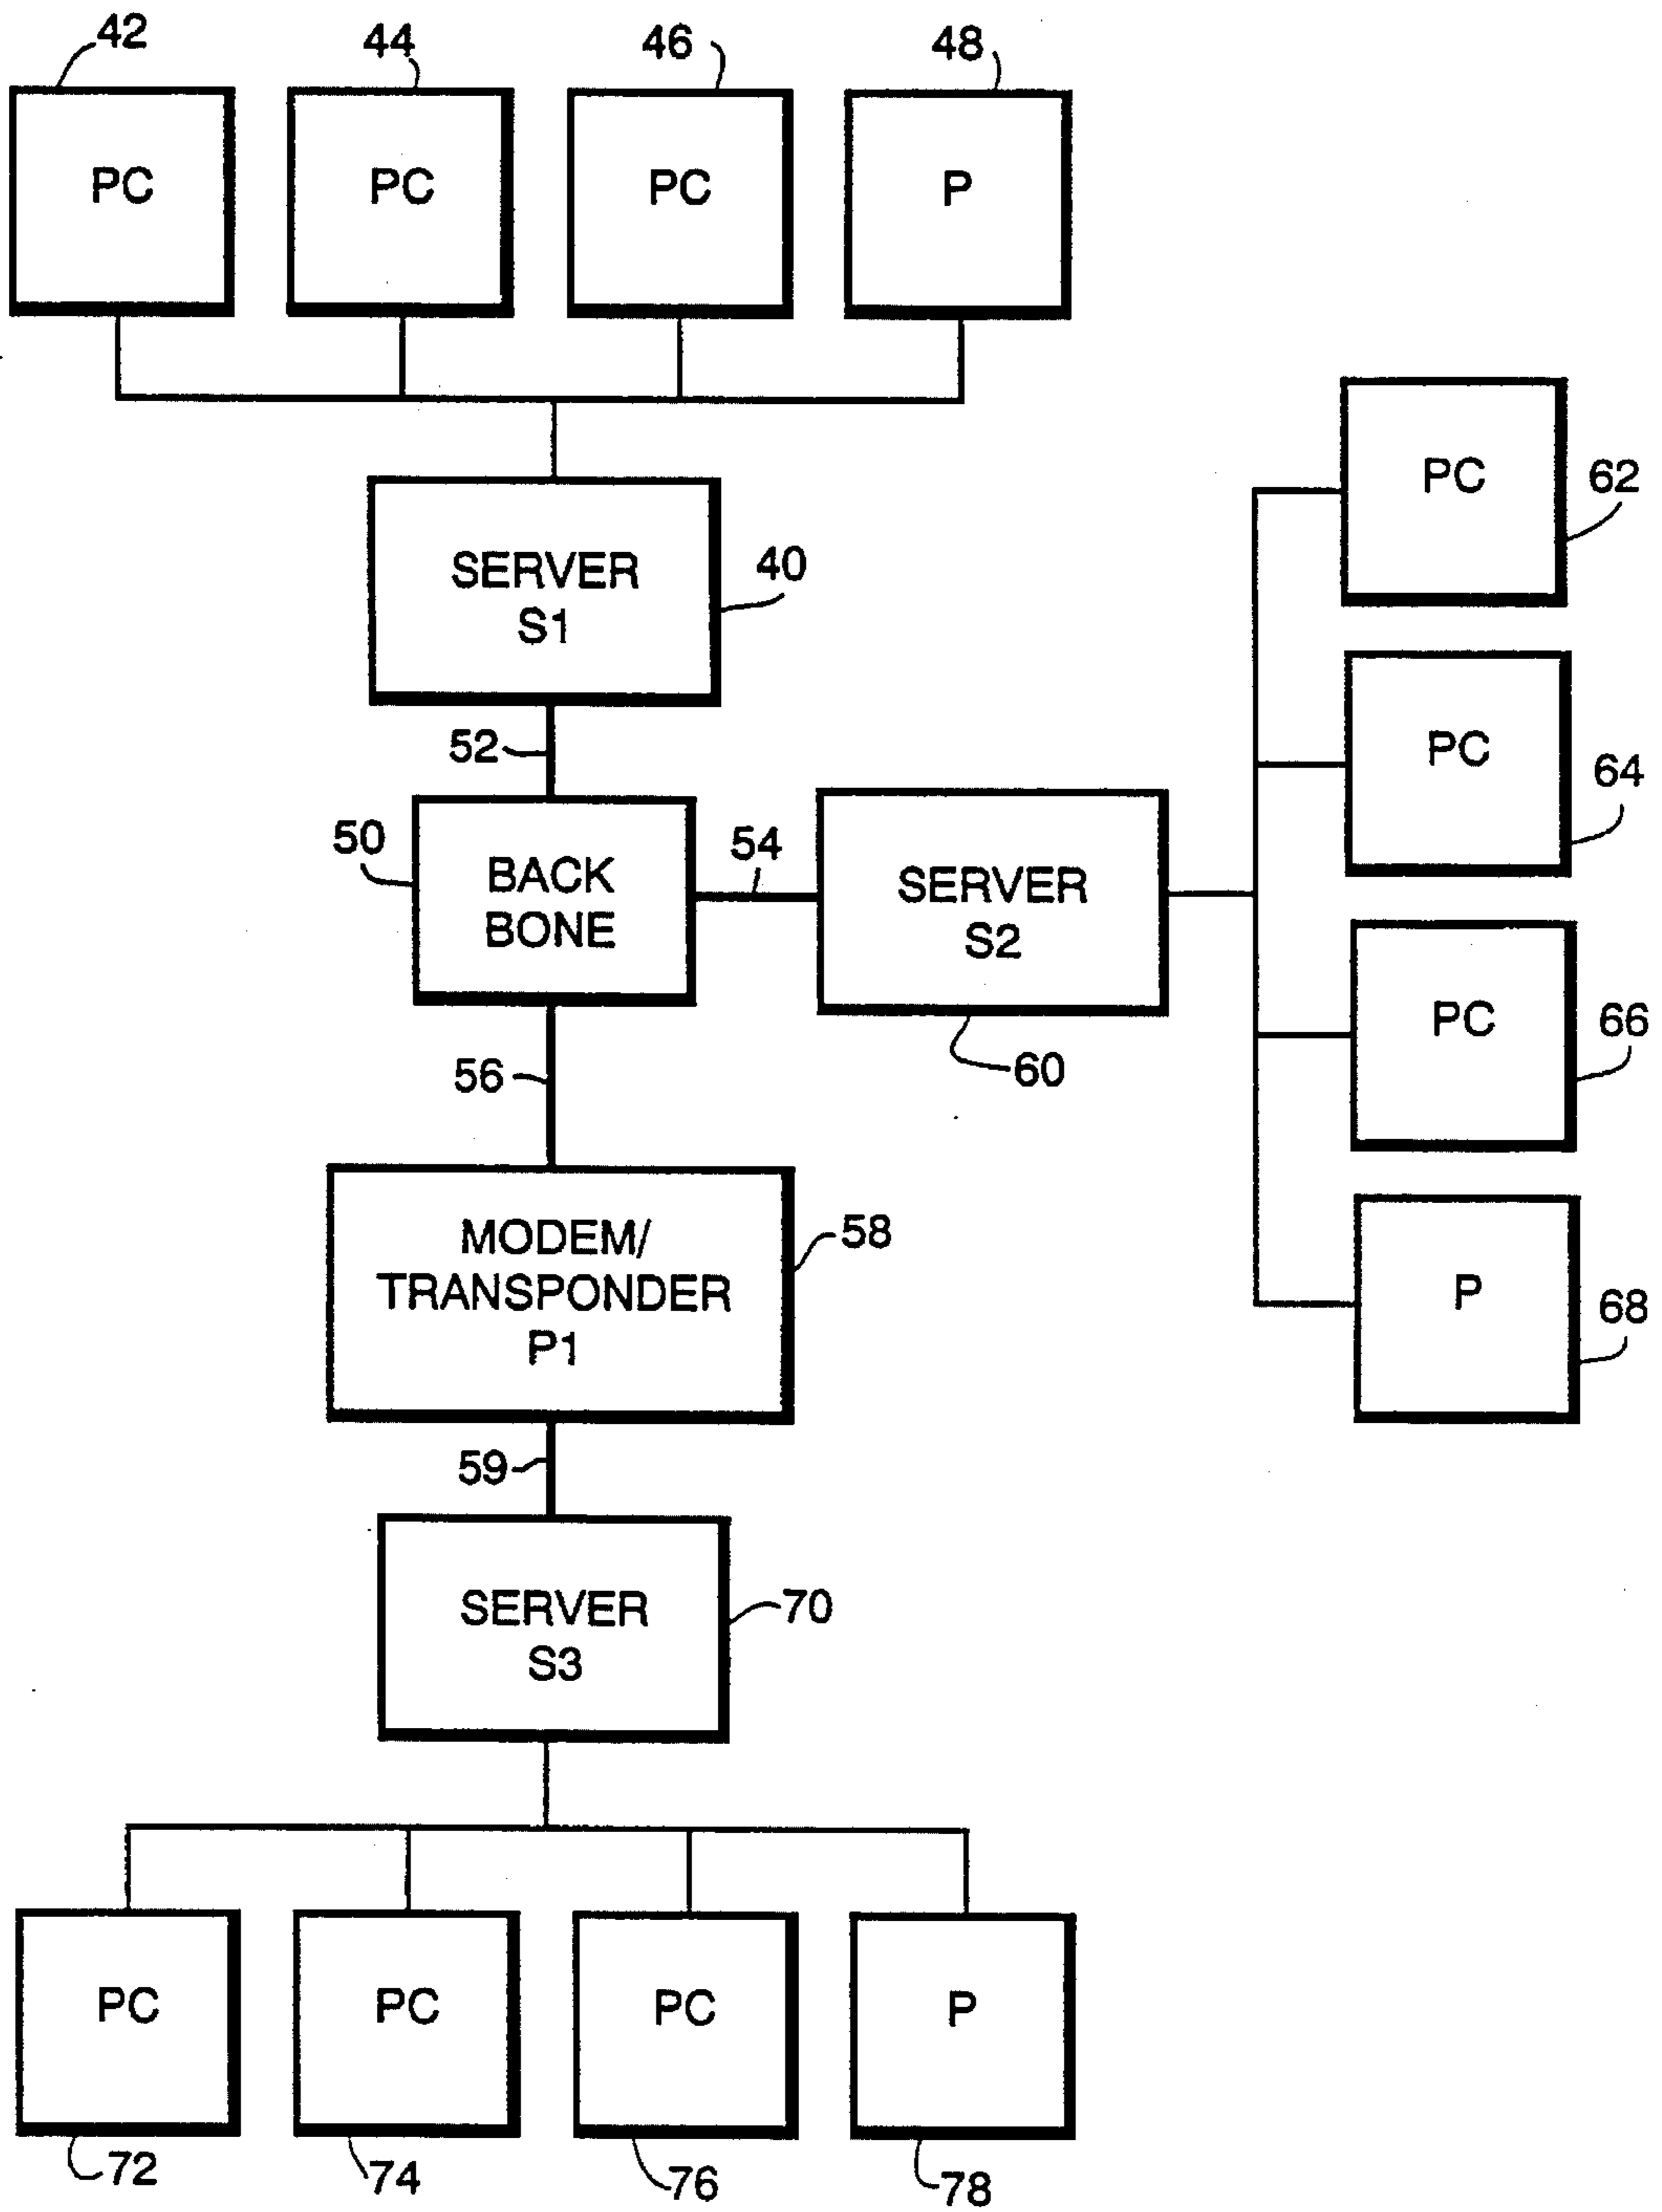 42
44
46
48
PC
PC
PC
P
SERVER
S1
40
52
50
BACK
BONE
54
SERVER
S2
60
PC
62
PC
64
PC
66
P
68
56
MODEM/
TRANSPONDER
P1
58
59
SERVER
S3
70
PC
PC
PC
P
72
74
76
78